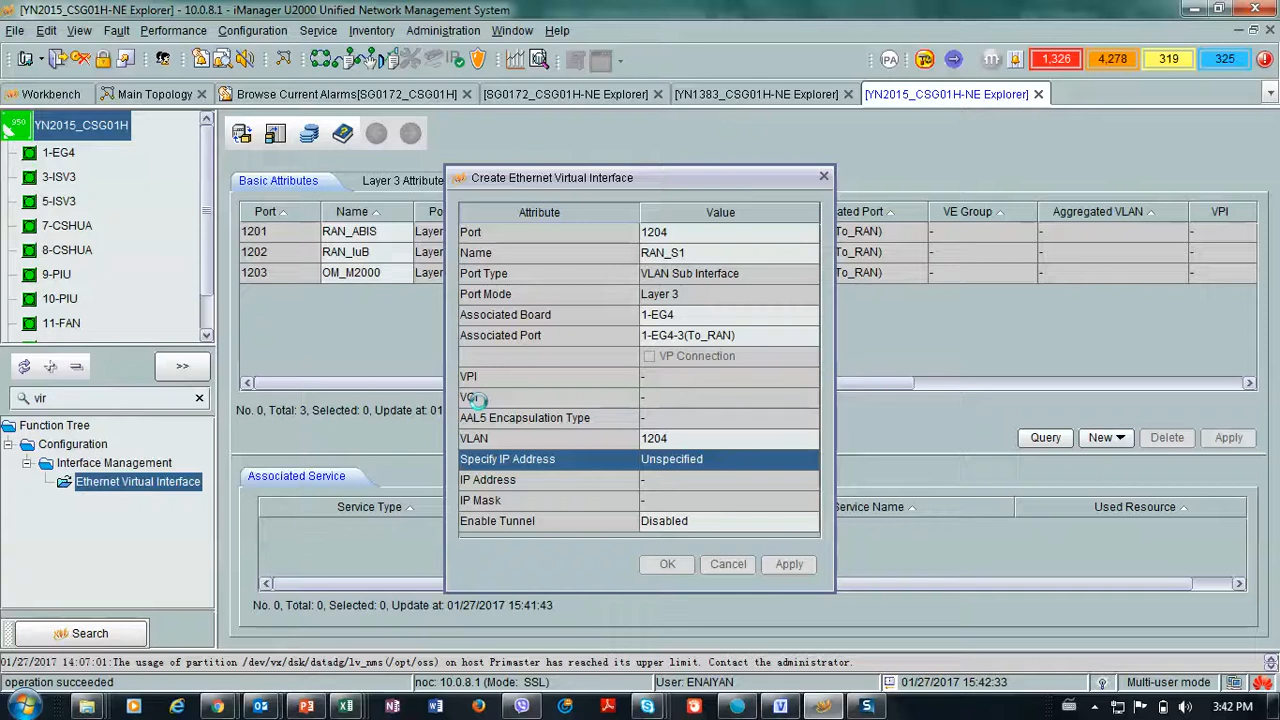 [YN2015_CSG01H-NE Explorer] - 10.0.8.1 - iManager U2000 Unified Network Management System
File Edit View Fault Performance Configuration Service Inventory Administration Window Help
PA 1,326 4,278 319 325
Workbench Main Topology Browse Current Alarms[SG0172_CSG01H] [SG0172_CSG01H-NE Explorer] [YN1383_CSG01H-NE Explorer] [YN2015_CSG01H-NE Explorer]
950 YN2015_CSG01H
1-EG4
3-ISV3
5-ISV3
7-CSHUA
8-CSHUA
9-PIU
10-PIU
11-FAN
>>
vir
Function Tree
Configuration
Interface Management
Ethernet Virtual Interface
Search
Basic Attributes Layer 3 Attribute
Port Name Po ed Port VE Group Aggregated VLAN VPI
1201 RAN_ABIS Layer To_RAN) - - -
1202 RAN_IuB Layer To_RAN) - - -
1203 OM_M2000 Layer To_RAN) - - -
No. 0, Total: 3, Selected: 0, Update at: 01
Query New Delete Apply
Create Ethernet Virtual Interface
Attribute Value
Port 1204
Name RAN_S1
Port Type VLAN Sub Interface
Port Mode Layer 3
Associated Board 1-EG4
Associated Port 1-EG4-3(To_RAN)
VP Connection
VPI -
-
AAL5 Encapsulation Type -
VLAN 1204
Specify IP Address Unspecified
IP Address -
IP Mask -
Enable Tunnel Disabled
OK Cancel Apply
Associated Service
Service Type Service Name Used Resource
No. 0, Total: 0, Selected: 0, Update at: 01/27/2017 15:41:43
01/27/2017 14:07:01:The usage of partition /dev/vx/dsk/datadg/lv_nms(/opt/oss) on host Primaster has reached its upper limit. Contact the administrator.
operation succeeded noc: 10.0.8.1 (Mode: SSL) User: ENAIYAN 01/27/2017 15:42:33 Multi-user mode
3:42 PM